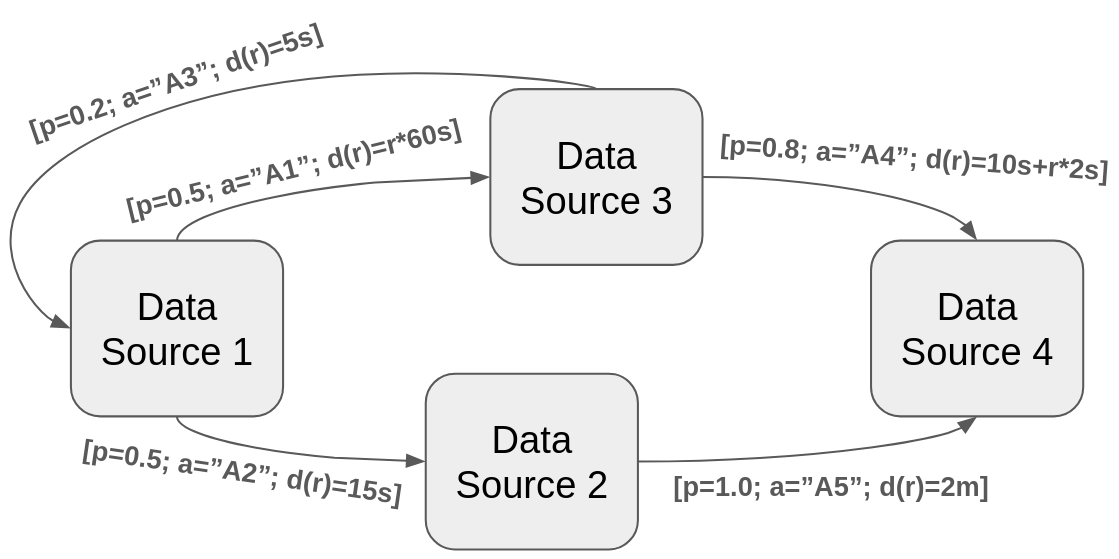 [p=0.2; a=”A3”; d(r)=5s]
[p=0.5; a=”A1”; d(r)=r*60s]
Data
Source 3
[p=0.8; a=”A4”; d(r)=10s+r*2s]
Data
Source 1
Data
Source 4
[p=0.5; a=”A2”; d(r)=15s]
Data
Source 2
[p=1.0; a=”A5”; d(r)=2m]